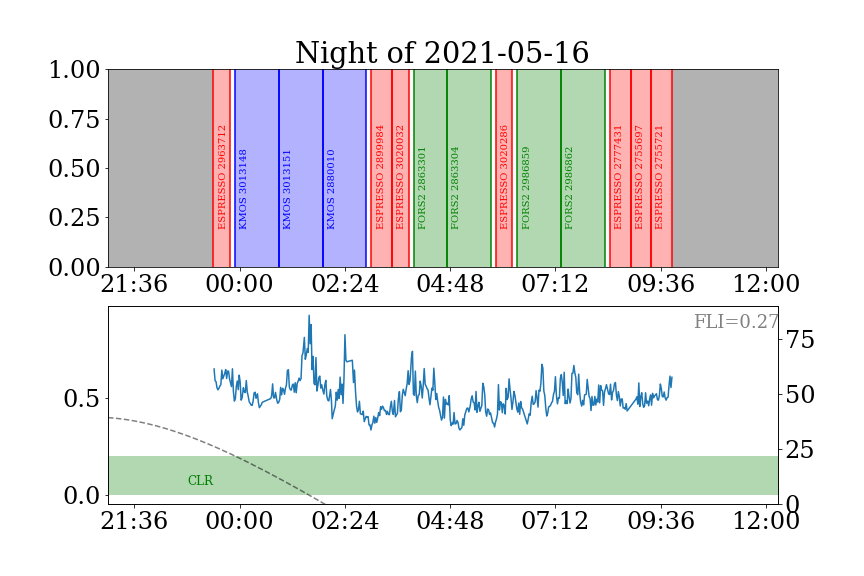 Night of 2021-05-16
1.00
0.75
0.50
0.25
0.00
ESPRESSO 2963712
KMOS 3013148
KMOS 3013151
KMOS 2880010
ESPRESSO 2899984
ESPRESSO 3020032
FORS2 2863301
FORS2 2863304
ESPRESSO 3020286
FORS2 2986859
FORS2 2986862
ESPRESSO 2777431
ESPRESSO 2755697
ESPRESSO 2755721
21:36 00:00 02:24 04:48 07:12 09:36 12:00
FLI=0.27
0.5
0.0
CLR
75
50
25
0
21:36 00:00 02:24 04:48 07:12 09:36 12:00